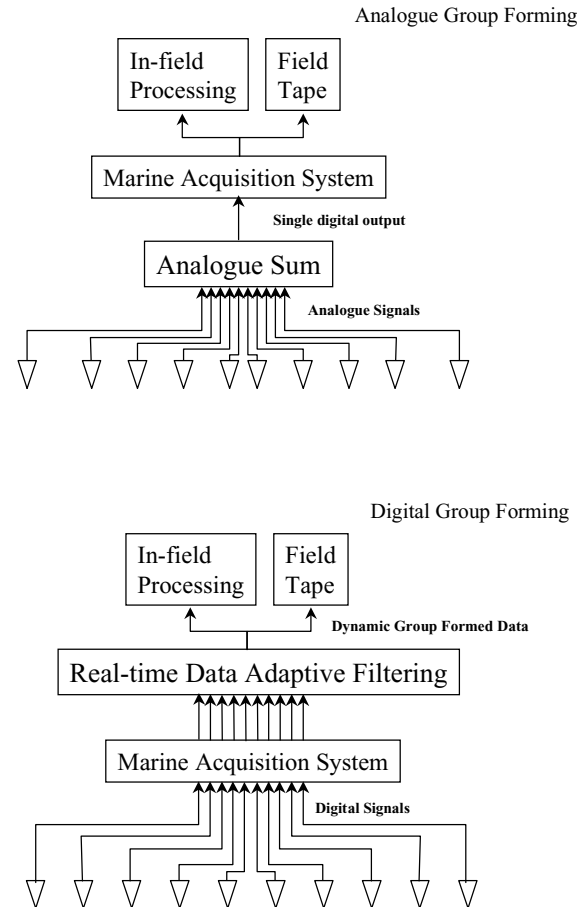 Analogue Group Forming
In-field
Processing
Field
Tape
Marine Acquisition System
Single digital output
Analogue Sum
Analogue Signals
Digital Group Forming
In-field
Processing
Field
Tape
Dynamic Group Formed Data
Real-time Data Adaptive Filtering
Marine Acquisition System
Digital Signals